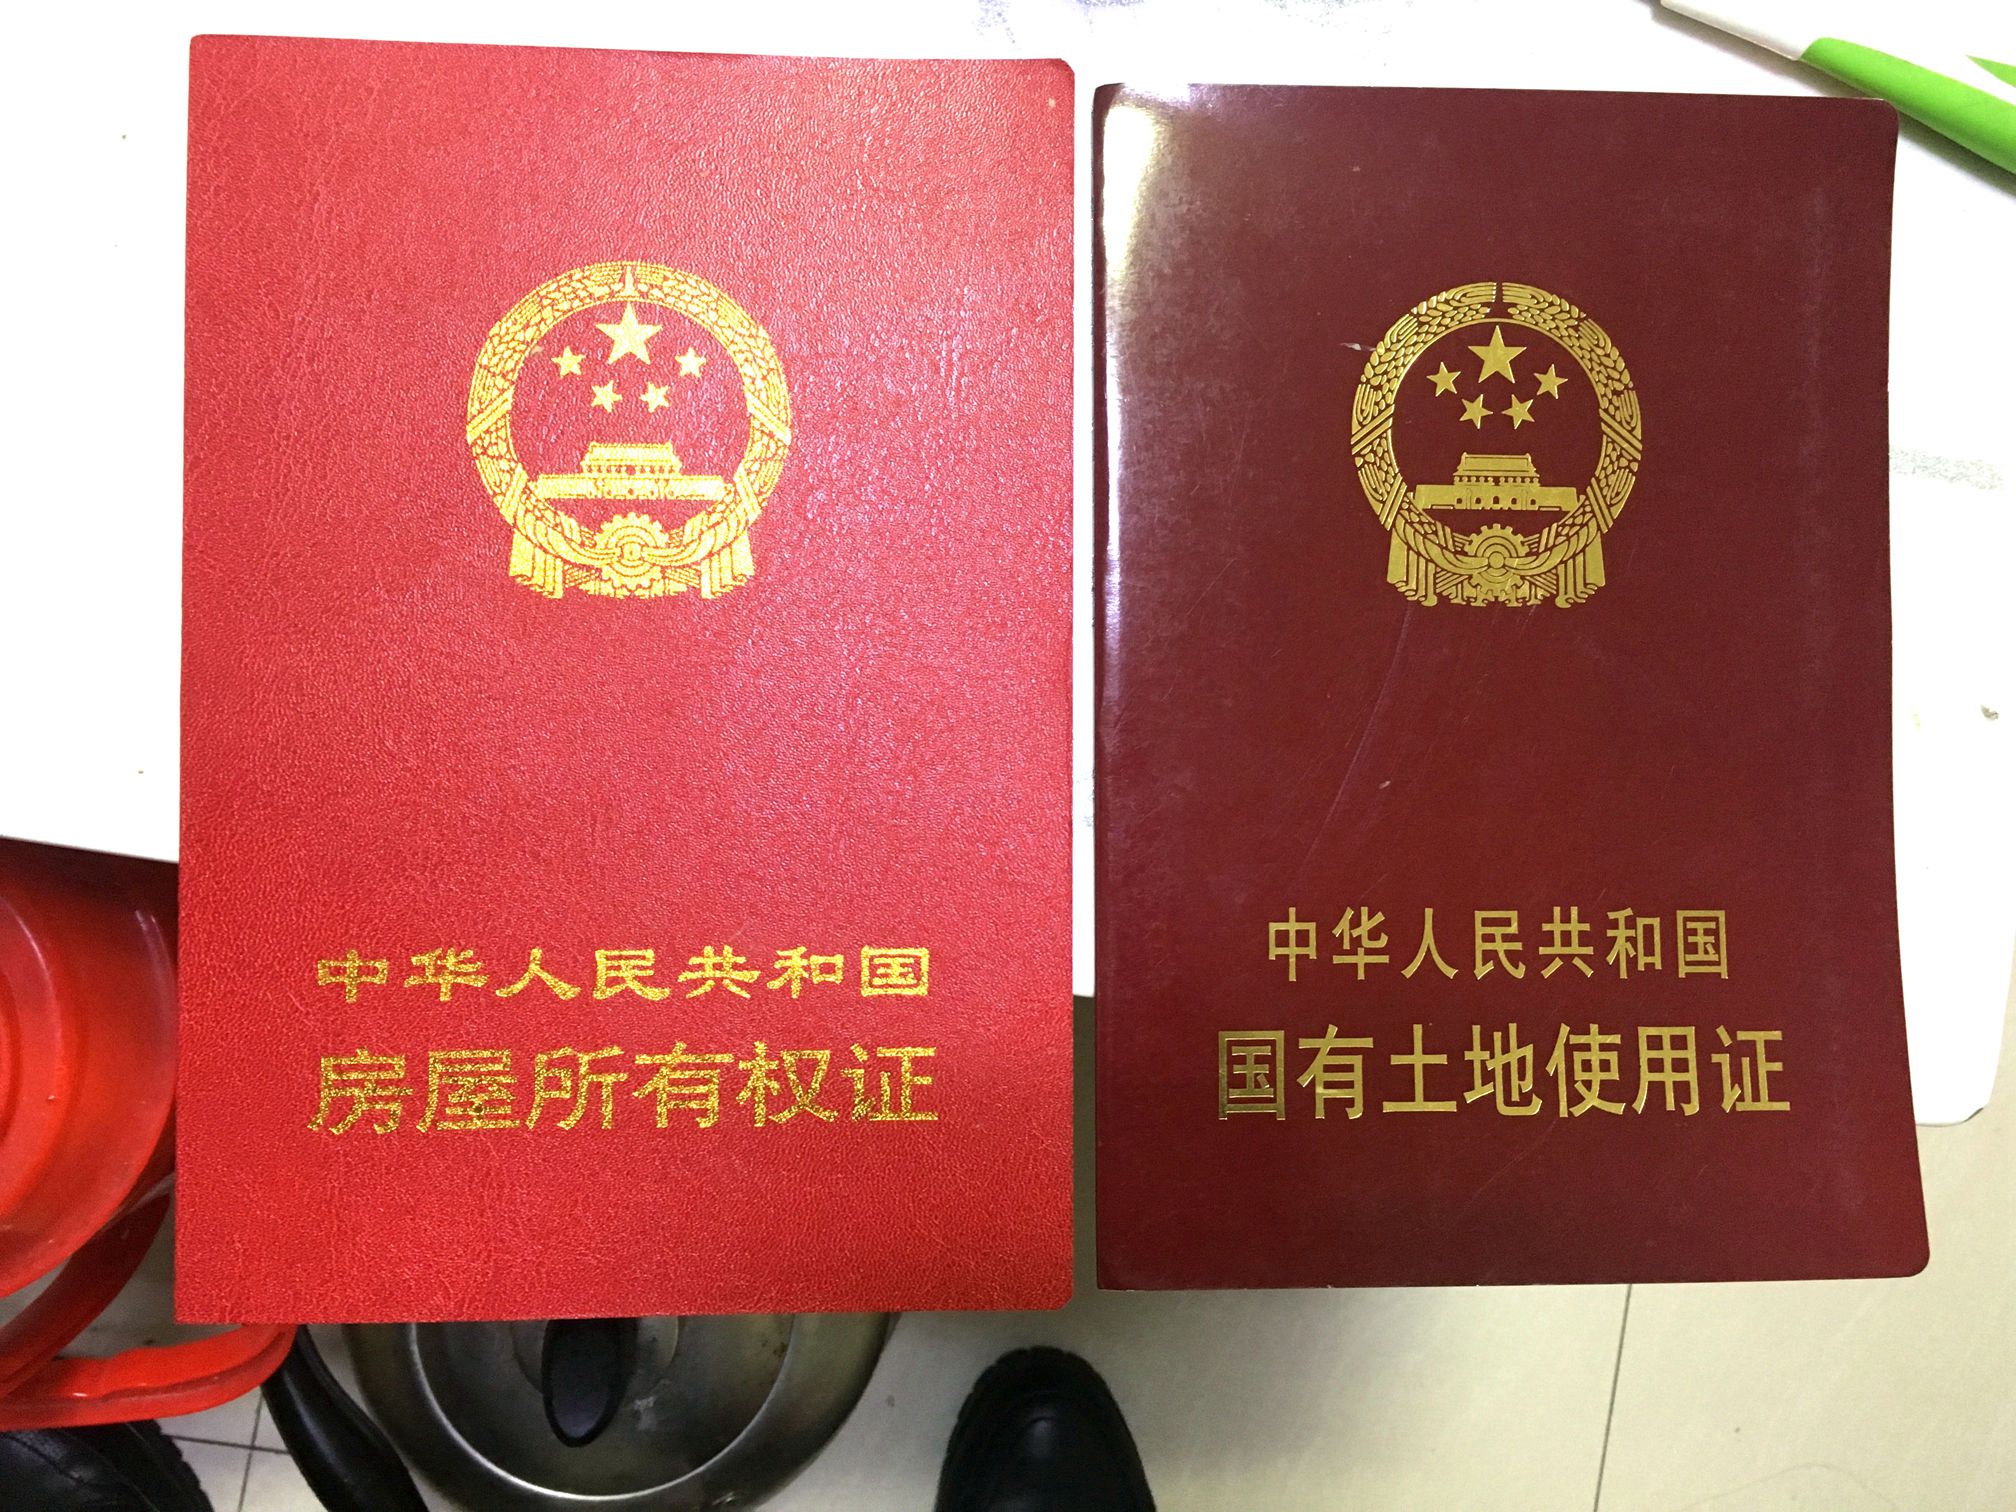 中华人民共和国
房屋所有权证
中华人民共和国
国有土地使用证